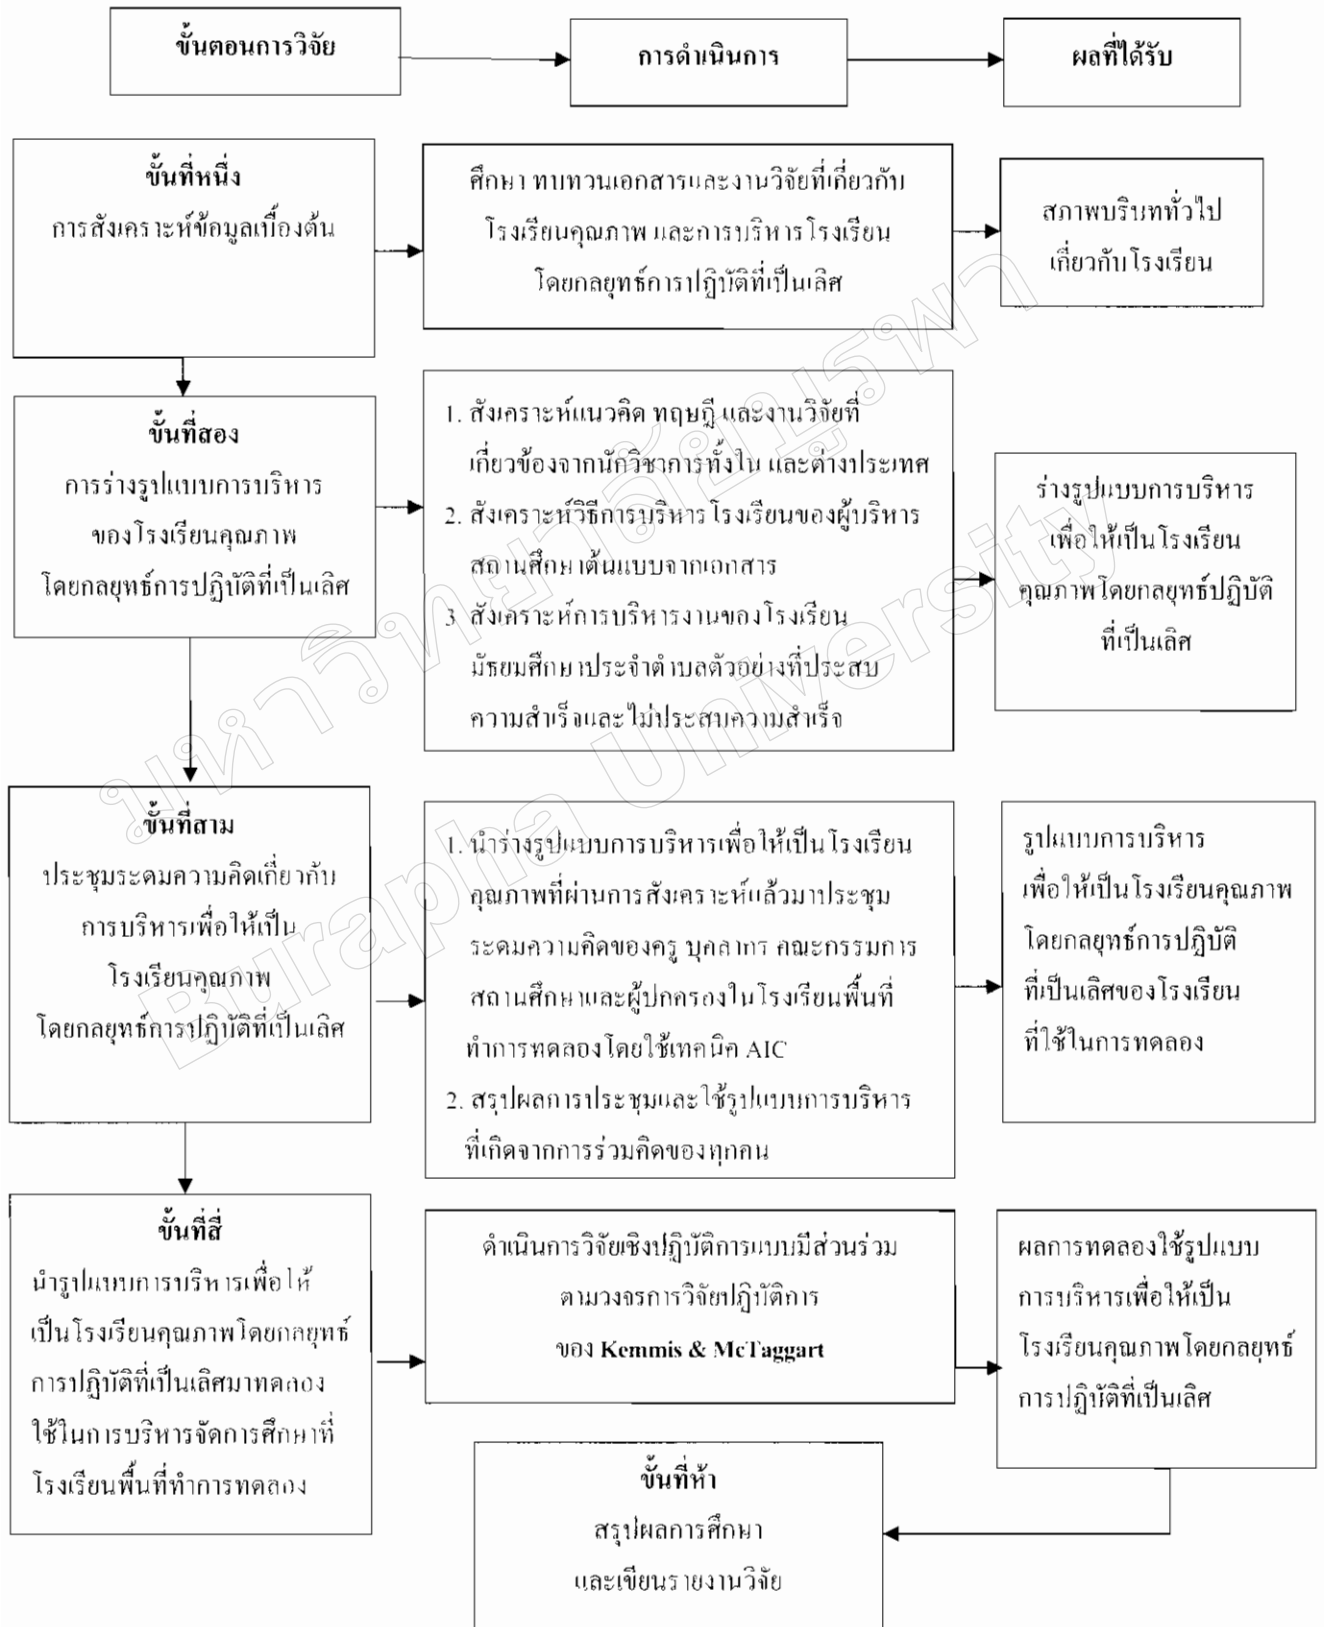 ขั้นตอนการวิจัย
การดำเนินการ
ผลที่ได้รับ
ขั้นที่หนึ่ง
การสังเคราะห์ข้อมูลเบื้องต้น
ศึกษา ทบทวนเอกสารและงานวิจัยที่เกี่ยวกับ
โรงเรียนคุณภาพ และการบริหารโรงเรียน
โดยกลยุทธ์การปฏิบัติที่เป็นเลิศ
สภาพบริบททั่วไป
เกี่ยวกับโรงเรียน
ขั้นที่สอง
การร่างรูปแบบการบริหาร
ของโรงเรียนคุณภาพ
โดยกลยุทธ์การปฏิบัติที่เป็นเลิศ
1. สังเคราะห์แนวคิด ทฤษฎี และงานวิจัยที่
เกี่ยวข้องจากนักวิชาการทั้งใน และต่างประเทศ
2. สังเคราะห์วิธีการบริหารโรงเรียนของผู้บริหาร
สถานศึกษาต้นแบบจากเอกสาร
3 สังเคราะห์การบริหารงานของโรงเรียน
มัธยมศึกษาประจำตำบลตัวอย่างที่ประสบ
ความสำเร็จและไม่ประสบความสำเร็จ
ร่างรูปแบบการบริหาร
เพื่อให้เป็นโรงเรียน
คุณภาพโดยกลยุทธ์ปฏิบัติ
ที่เป็นเลิศ
ขั้นที่สาม
ประชุมระดมความคิดเกี่ยวกับ
การบริหารเพื่อให้เป็น
โรงเรียนคุณภาพ
โดยกลยุทธ์การปฏิบัติที่เป็นเลิศ
1. นำร่างรูปแบบการบริหารเพื่อให้เป็นโรงเรียน
คุณภาพที่ผ่านการสังเคราะห์แล้วมาประชุม
ระดมความคิดของครู บุคลากร คณะกรรมการ
สถานศึกษาและผู้ปกครองในโรงเรียนพื้นที่
ทำการทดลองโดยใช้เทคนิค AIC
2. สรุปผลการประชุมและใช้รูปแบบการบริหาร
ที่เกิดจากการร่วมคิดของทุกคน
รูปแบบการบริหาร
เพื่อให้เป็นโรงเรียนคุณภาพ
โดยกลยุทธ์การปฏิบัติ
ที่เป็นเลิศของโรงเรียน
ที่ใช้ในการทดลอง
ขั้นที่สี่
นำรูปแบบการบริหารเพื่อให้
เป็นโรงเรียนคุณภาพโดยกลยุทธ์
การปฏิบัติที่เป็นเลิศมาทดลอง
ใช้ในการบริหารจัดการศึกษาที่
โรงเรียนพื้นที่ทำการทดลอง
ดำเนินการวิจัยเชิงปฏิบัติการแบบมีส่วนร่วม
ตามวงจรการวิจัยปฏิบัติการ
ของ Kemmis & McTaggart
ผลการทดลองใช้รูปแบบ
การบริหารเพื่อให้เป็น
โรงเรียนคุณภาพโดยกลยุทธ์
การปฏิบัติที่เป็นเลิศ
ขั้นที่ห้า
สรุปผลการศึกษา
และเขียนรายงานวิจัย
มหาวิทยาลัยบูรพา
Burapha University